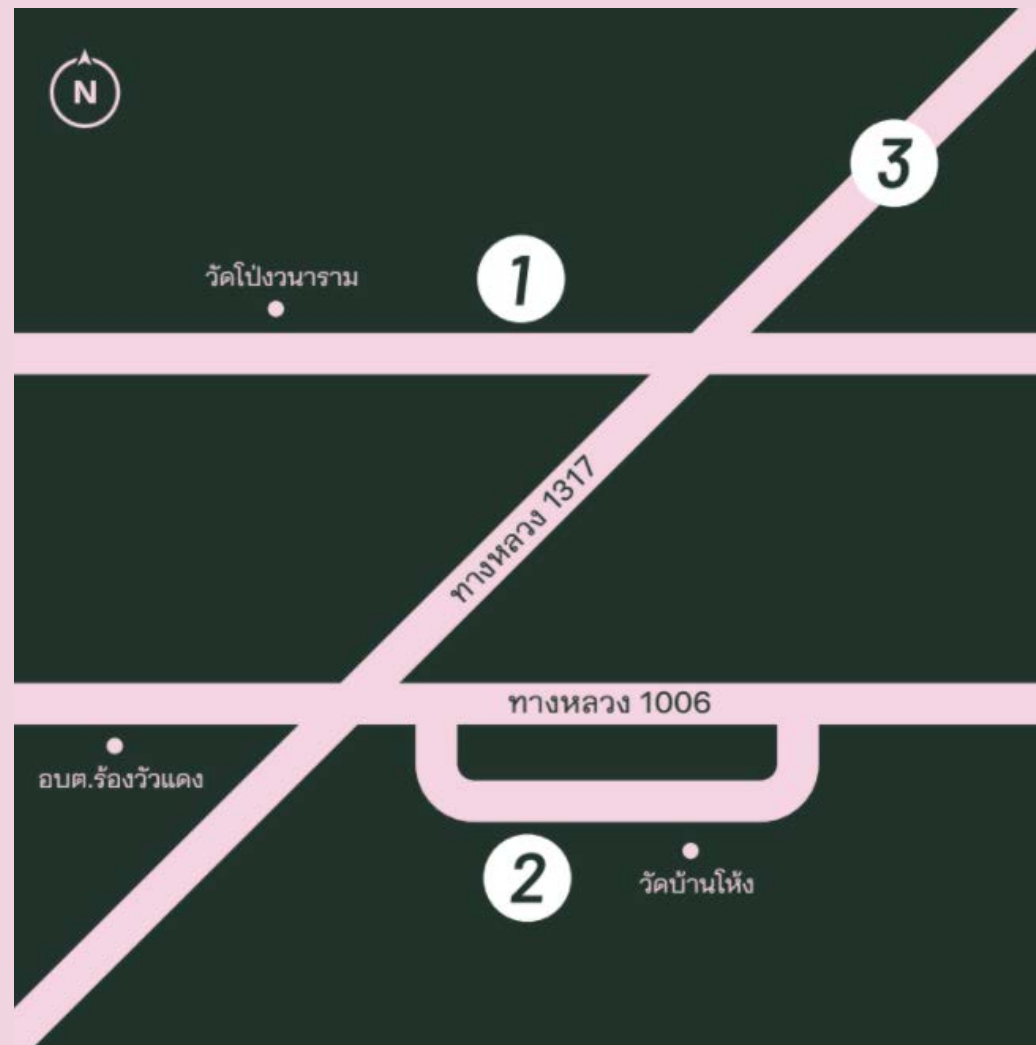 N
3
1
วัดโป่งวนาราม
ทางหลวง 1317
ทางหลวง 1006
อบต.ร้องวัวแดง
2
วัดบ้านโห้ง